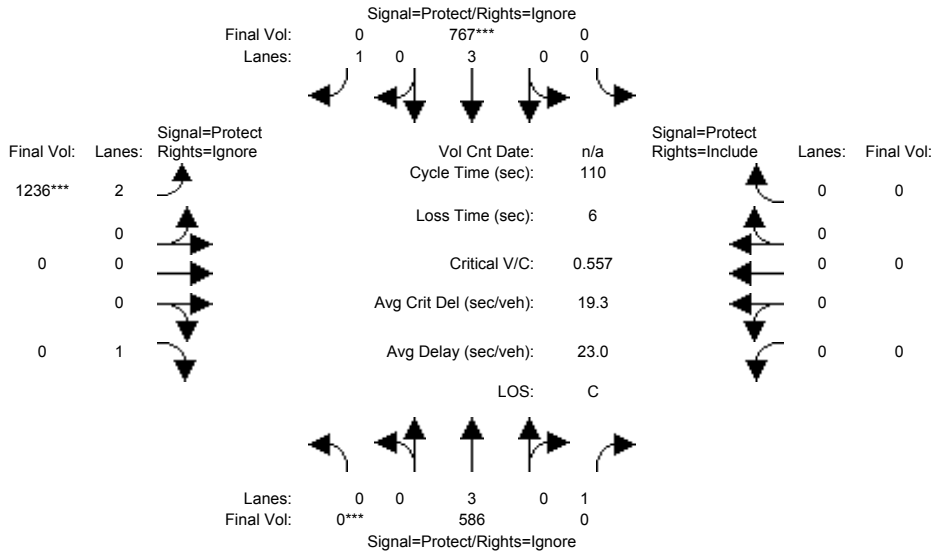 Signal=Protect/Rights=Ignore
Final Vol: 0 767*** 0
Lanes: 1 0 3 0 0
Signal=Protect
Final Vol: Lanes: Rights=Ignore
Vol Cnt Date: n/a
Signal=Protect
Rights=Include Lanes: Final Vol:
Cycle Time (sec): 110
1236*** 2
0 0
Loss Time (sec): 6
0
0
0 0
Critical V/C: 0.557
0 0
0
Avg Crit Del (sec/veh): 19.3
0
0 1
Avg Delay (sec/veh): 23.0
0 0
LOS: C
Lanes: 0 0 3 0 1
Final Vol: 0*** 586 0
Signal=Protect/Rights=Ignore